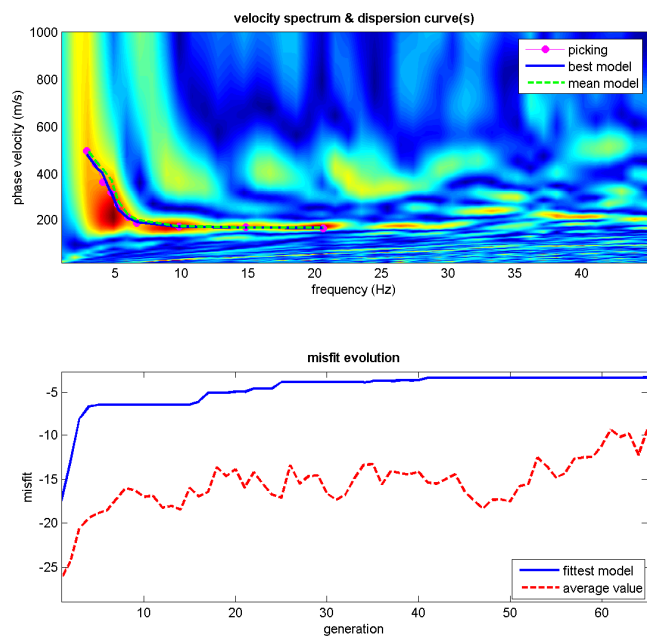 velocity spectrum & dispersion curve(s)
1000
800
600
400
200
phase velocity (m/s)
picking
best model
mean model
5 10 15 20 25 30 35 40
frequency (Hz)
misfit evolution
-5
-10
-15
-20
-25
misfit
fittest model
average value
10 20 30 40 50 60
generation